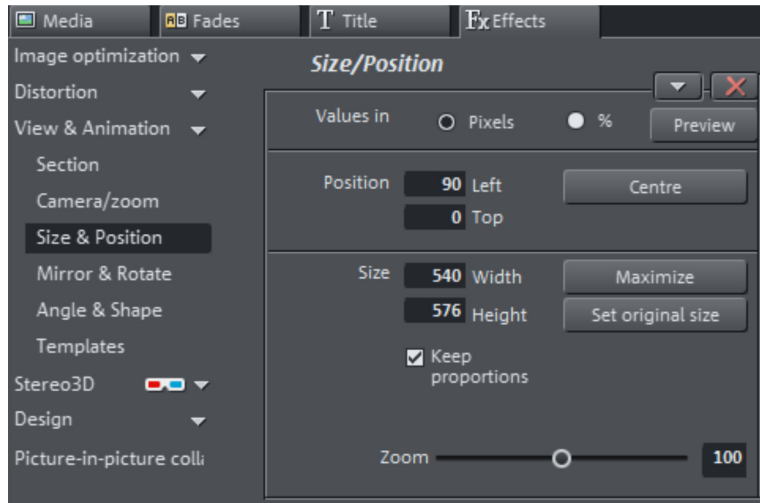 Media
AB Fades
T Title
Fx Effects
Image optimization
Distortion
View & Animation
Section
Camera/zoom
Size & Position
Mirror & Rotate
Angle & Shape
Templates
Stereo3D
Design
Picture-in-picture coll
Size/Position
Values in Pixels % Preview
Position 90 Left Centre
0 Top
Size 540 Width Maximize
576 Height Set original size
Keep
proportions
Zoom 100